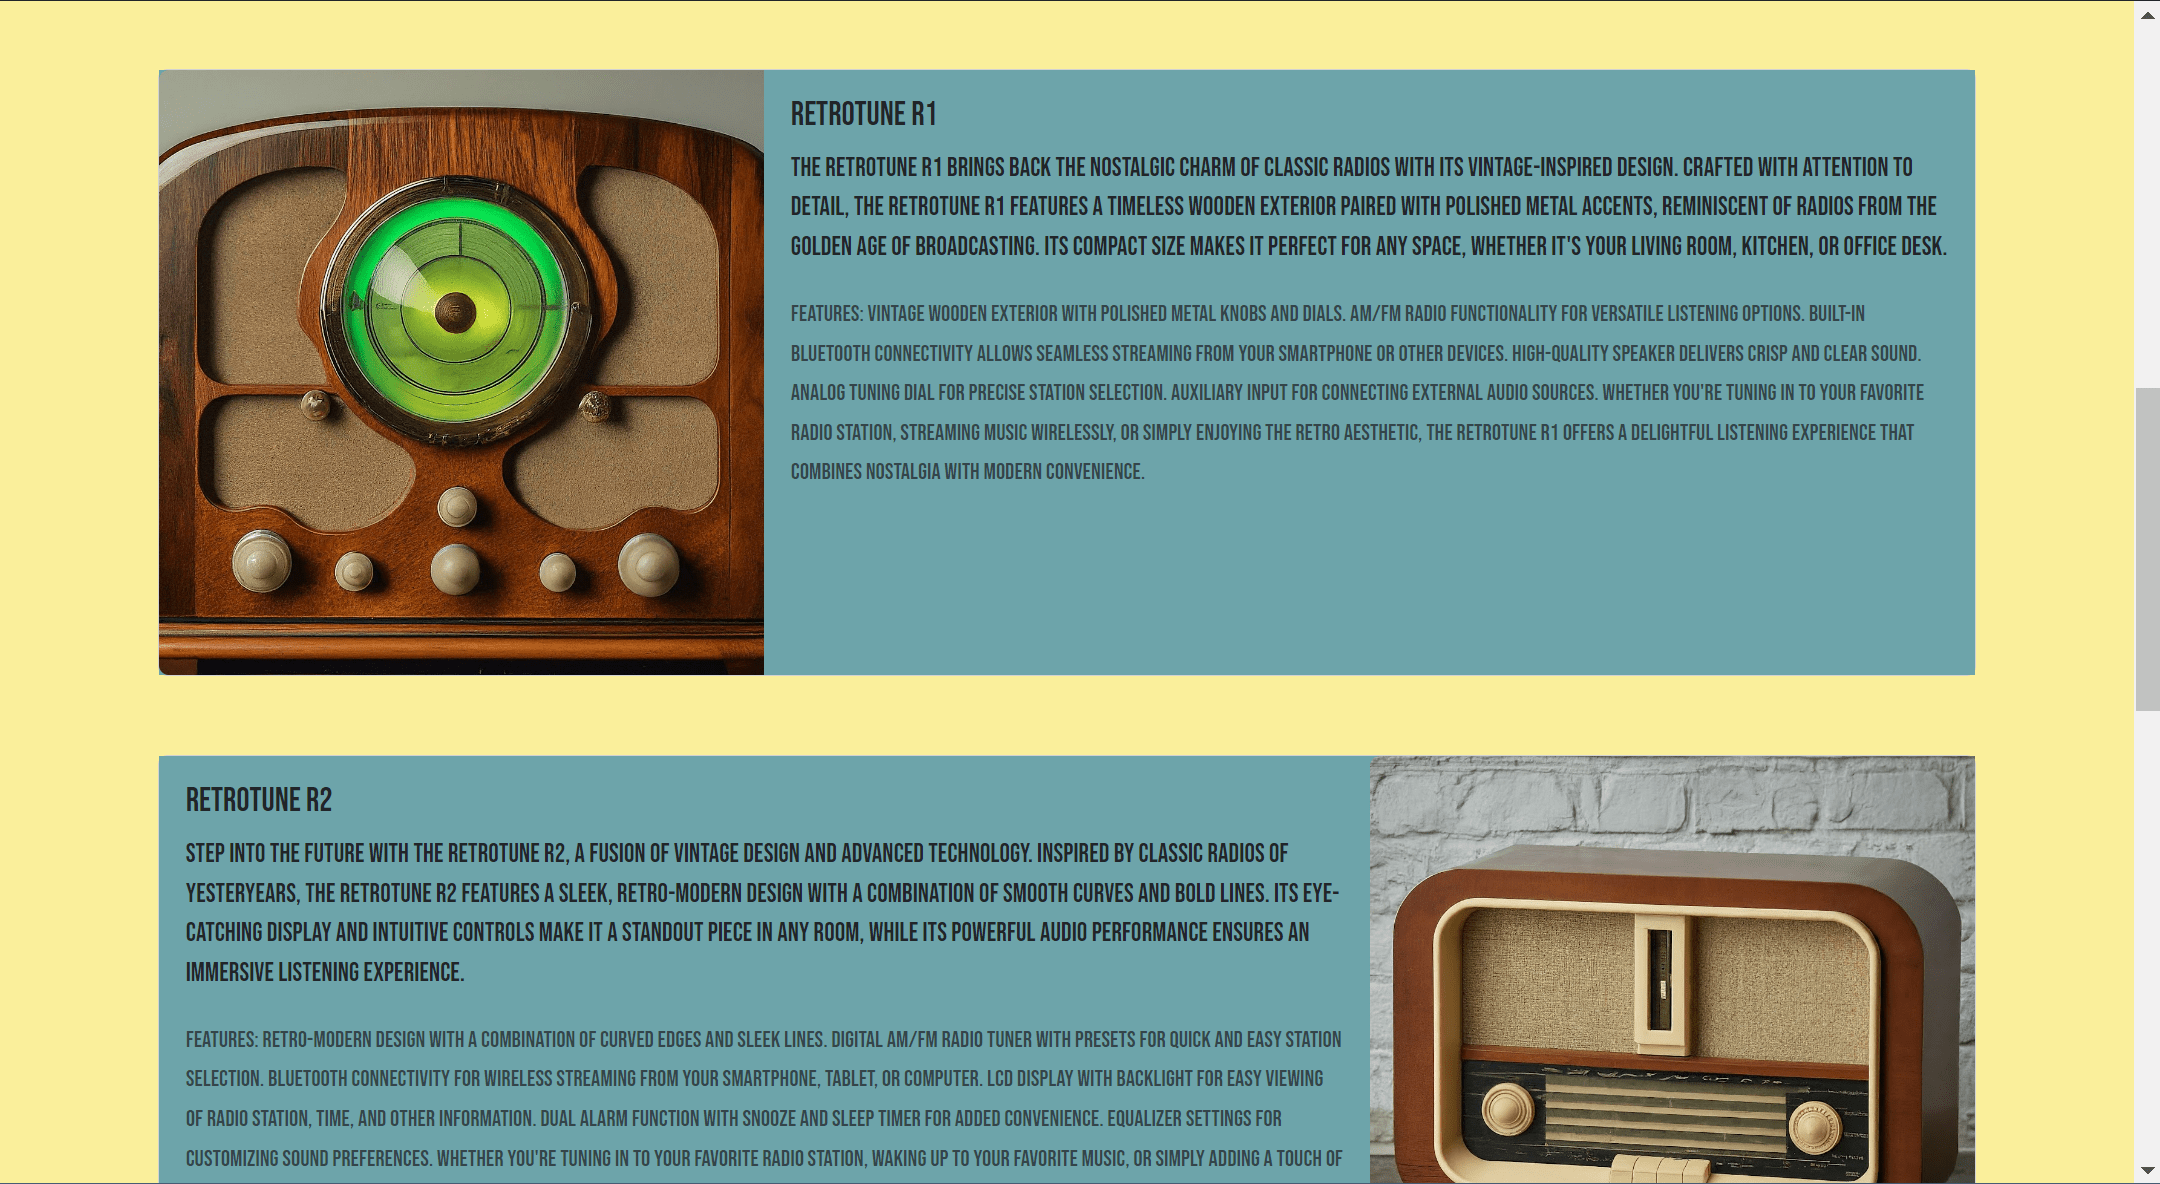 RETROTUNE R1
THE RETROTUNE R1 BRINGS BACK THE NOSTALGIC CHARM OF CLASSIC RADIOS WITH ITS VINTAGE-INSPIRED DESIGN. CRAFTED WITH ATTENTION TO
DETAIL, THE RETROTUNE R1 FEATURES A TIMELESS WOODEN EXTERIOR PAIRED WITH POLISHED METAL ACCENTS, REMINISCENT OF RADIOS FROM THE
GOLDEN AGE OF BROADCASTING. ITS COMPACT SIZE MAKES IT PERFECT FOR ANY SPACE, WHETHER IT'S YOUR LIVING ROOM, KITCHEN, OR OFFICE DESK.
FEATURES: VINTAGE WOODEN EXTERIOR WITH POLISHED METAL KNOBS AND DIALS. AM/FM RADIO FUNCTIONALITY FOR VERSATILE LISTENING OPTIONS. BUILT-IN
BLUETOOTH CONNECTIVITY ALLOWS SEAMLESS STREAMING FROM YOUR SMARTPHONE OR OTHER DEVICES. HIGH-QUALITY SPEAKER DELIVERS CRISP AND CLEAR SOUND.
ANALOG TUNING DIAL FOR PRECISE STATION SELECTION. AUXILIARY INPUT FOR CONNECTING EXTERNAL AUDIO SOURCES. WHETHER YOU'RE TUNING IN TO YOUR FAVORITE
RADIO STATION, STREAMING MUSIC WIRELESSLY, OR SIMPLY ENJOYING THE RETRO AESTHETIC, THE RETROTUNE R1 OFFERS A DELIGHTFUL LISTENING EXPERIENCE THAT
COMBINES NOSTALGIA WITH MODERN CONVENIENCE.
RETROTUNE R2
STEP INTO THE FUTURE WITH THE RETROTUNE R2, A FUSION OF VINTAGE DESIGN AND ADVANCED TECHNOLOGY. INSPIRED BY CLASSIC RADIOS OF
YESTERYEARS, THE RETROTUNE R2 FEATURES A SLEEK, RETRO-MODERN DESIGN WITH A COMBINATION OF SMOOTH CURVES AND BOLD LINES. ITS EYE-
CATCHING DISPLAY AND INTUITIVE CONTROLS MAKE IT A STANDOUT PIECE IN ANY ROOM, WHILE ITS POWERFUL AUDIO PERFORMANCE ENSURES AN
IMMERSIVE LISTENING EXPERIENCE.
FEATURES: RETRO-MODERN DESIGN WITH A COMBINATION OF CURVED EDGES AND SLEEK LINES. DIGITAL AM/FM RADIO TUNER WITH PRESETS FOR QUICK AND EASY STATION
SELECTION. BLUETOOTH CONNECTIVITY FOR WIRELESS STREAMING FROM YOUR SMARTPHONE, TABLET, OR COMPUTER. LCD DISPLAY WITH BACKLIGHT FOR EASY VIEWING
OF RADIO STATION, TIME, AND OTHER INFORMATION. DUAL ALARM FUNCTION WITH SNOOZE AND SLEEP TIMER FOR ADDED CONVENIENCE. EQUALIZER SETTINGS FOR
CUSTOMIZING SOUND PREFERENCES. WHETHER YOU'RE TUNING IN TO YOUR FAVORITE RADIO STATION, WAKING UP TO YOUR FAVORITE MUSIC, OR SIMPLY ADDING A TOUCH OF